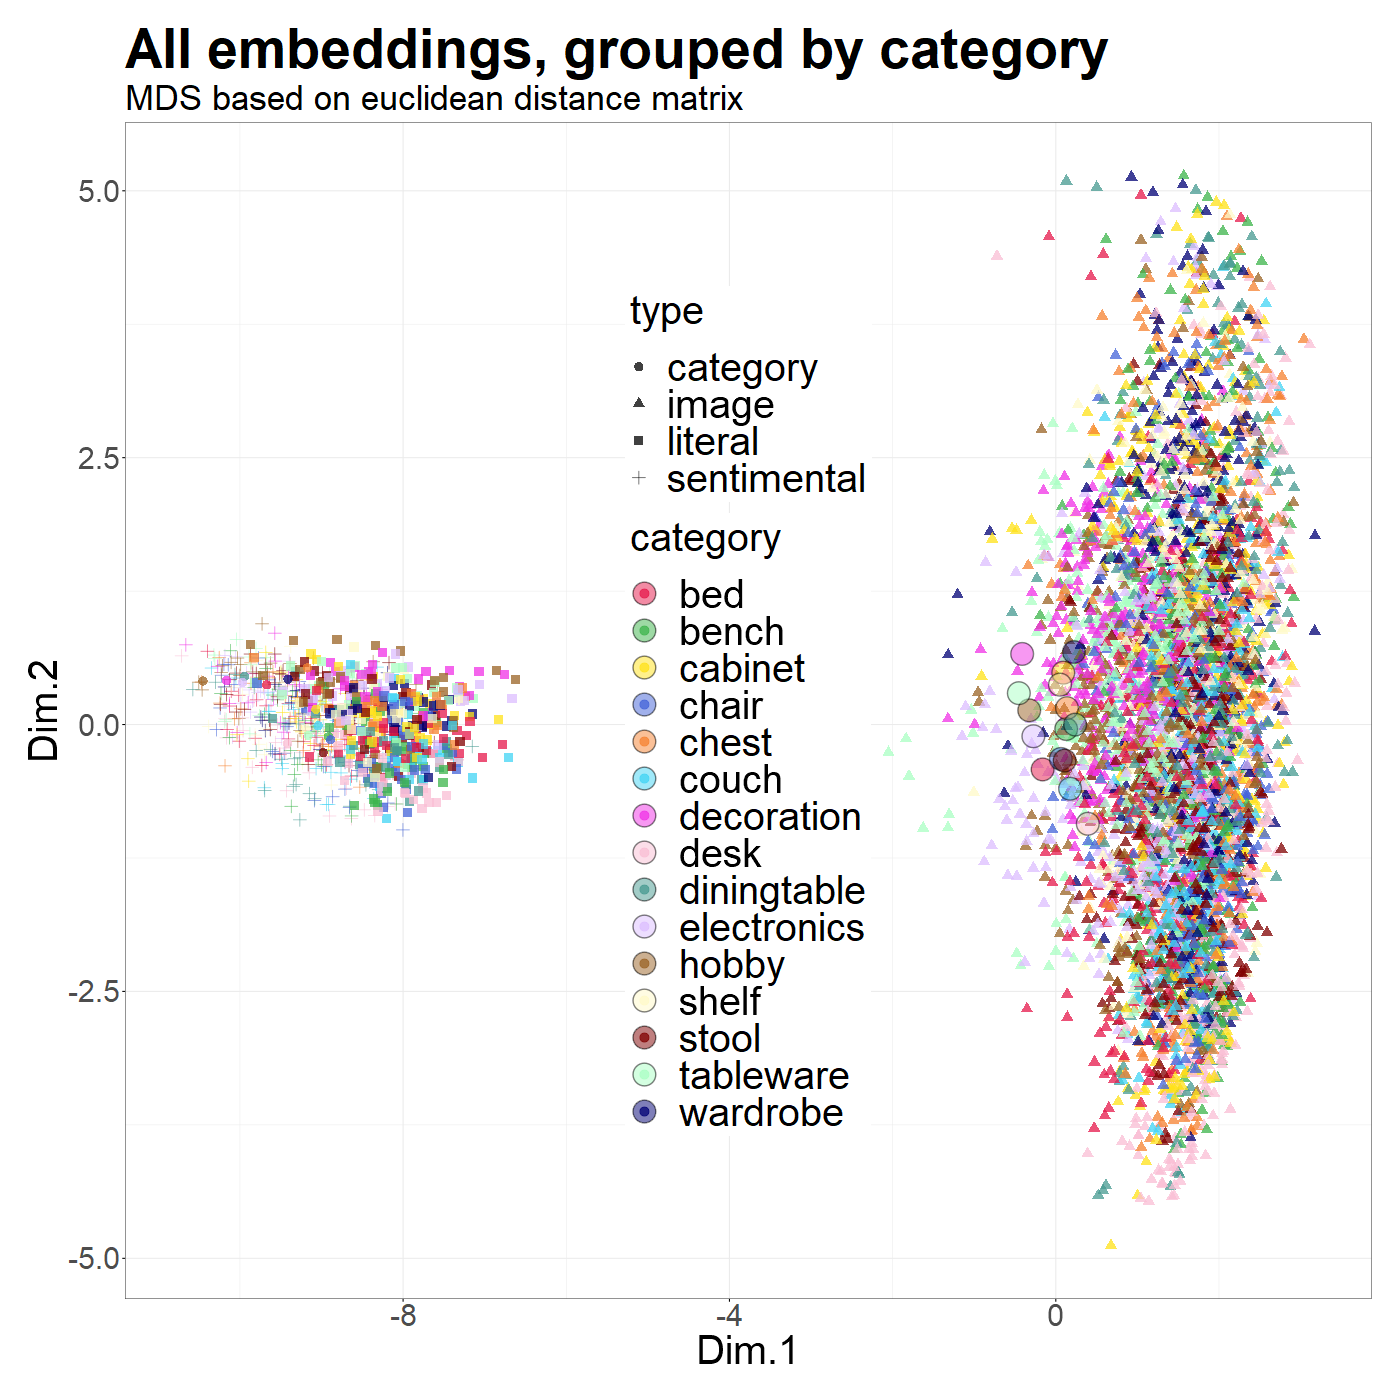 All embeddings, grouped by category
MDS based on euclidean distance matrix
5.0
2.5
0.0
-2.5
-5.0
Dim.2
type
category
image
literal
sentimental
category
bed
bench
cabinet
chair
chest
couch
decoration
desk
diningtable
electronics
hobby
shelf
stool
tableware
wardrobe
-8
-4
0
Dim.1